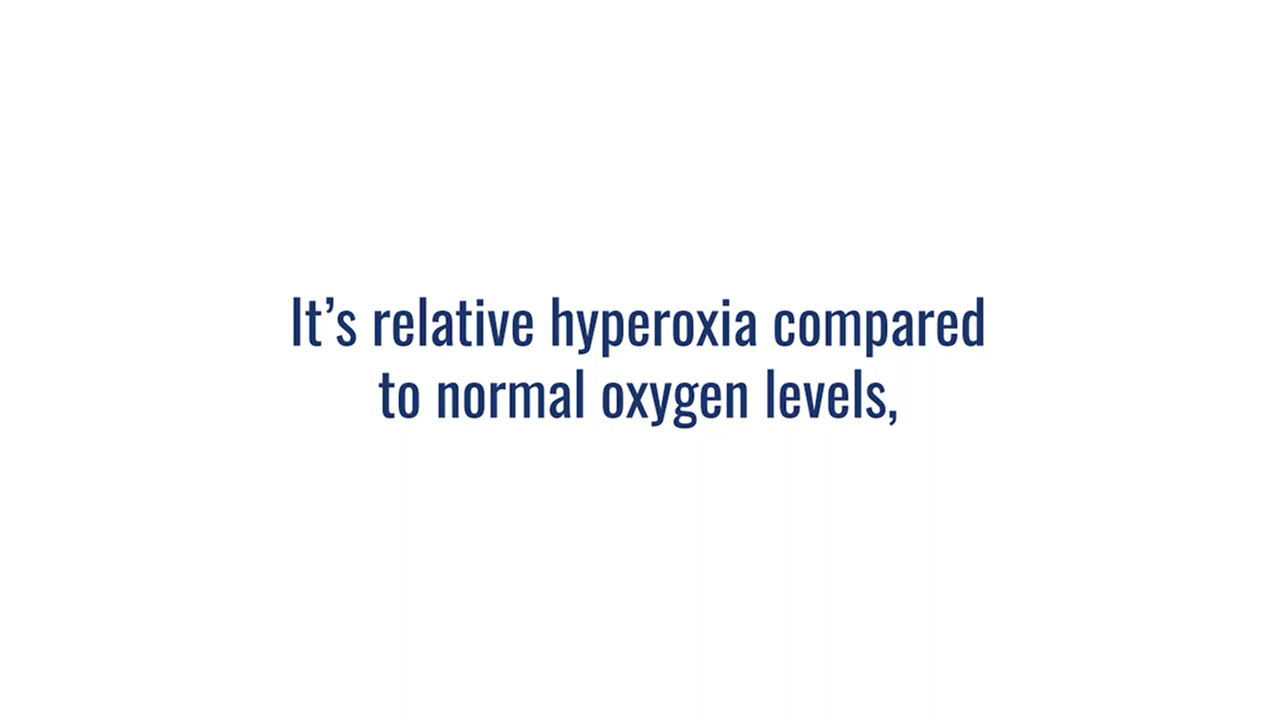 It’s relative hyperoxia compared
to normal oxygen levels,